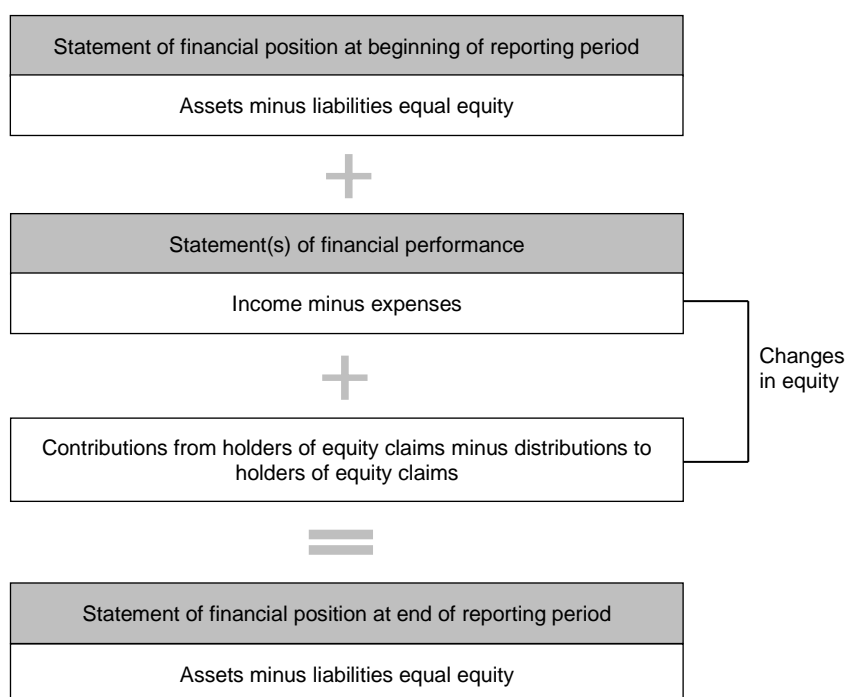 Statement of financial position at beginning of reporting period
Assets minus liabilities equal equity
+
Statement(s) of financial performance
Income minus expenses
Changes
in equity
+
Contributions from holders of equity claims minus distributions to
holders of equity claims
=
Statement of financial position at end of reporting period
Assets minus liabilities equal equity